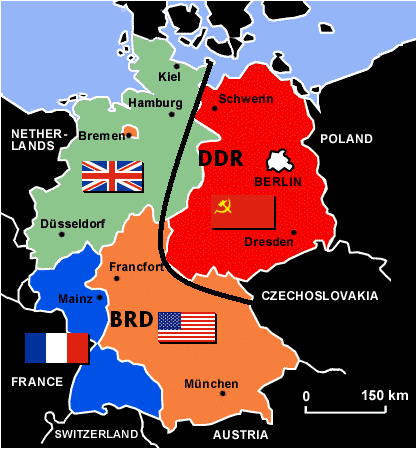 Kiel
Hamburg
Schwerin
NETHER-
LANDS
Bremen
POLAND
DDR
BERLIN
Düsseldorf
Dresden
Francfort
Mainz
CZECHOSLOVAKIA
BRD
FRANCE
München
0 150 km
SWITZERLAND
AUSTRIA